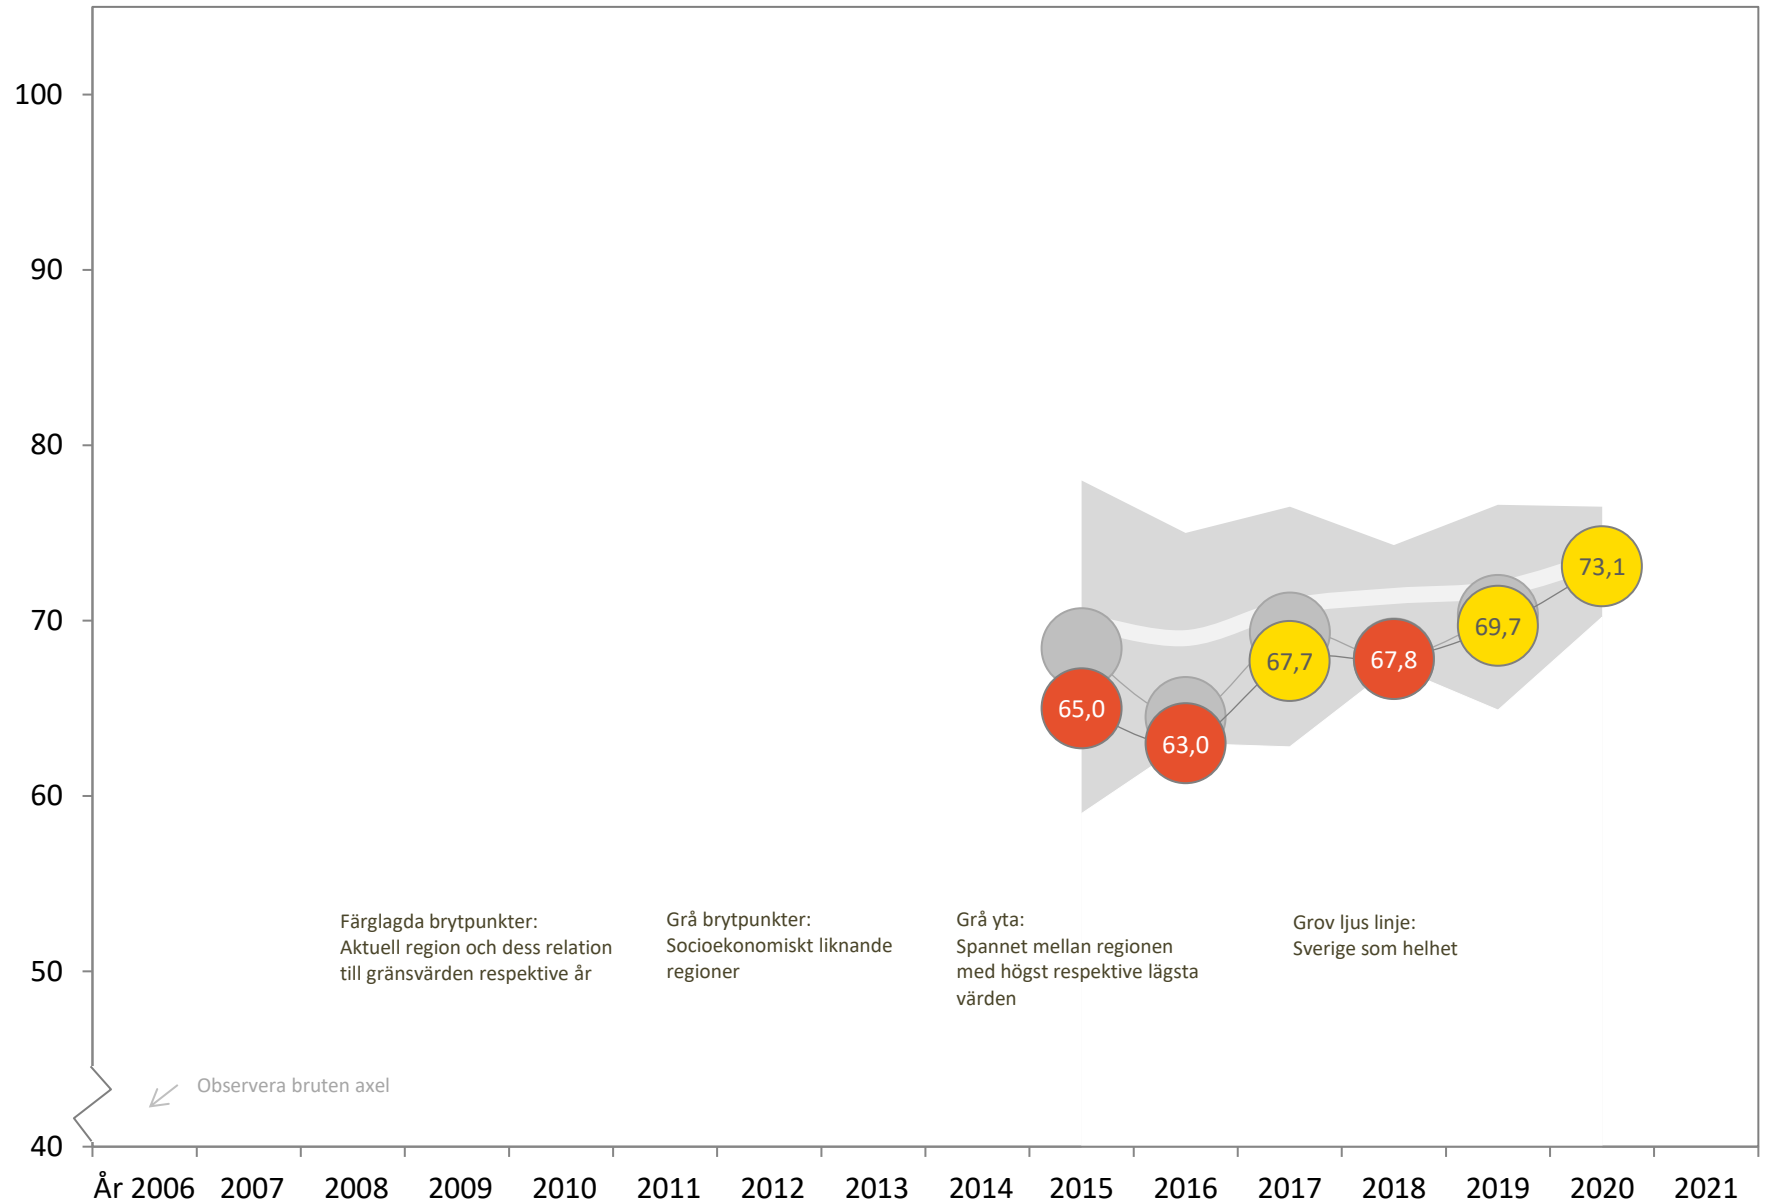 100
90
80
70
60
50
40
73,1
69,7
67,7
67,8
65,0
63,0
Färglagda brytpunkter:
Aktuell region och dess relation
till gränsvärden respektive år
Grå brytpunkter:
Socioekonomiskt liknande
regioner
Grå yta:
Spannet mellan regionen
med högst respektive lägsta
värden
Grov ljus linje:
Sverige som helhet
Observera bruten axel
År 2006 2007 2008 2009 2010 2011 2012 2013 2014 2015 2016 2017 2018 2019 2020 2021